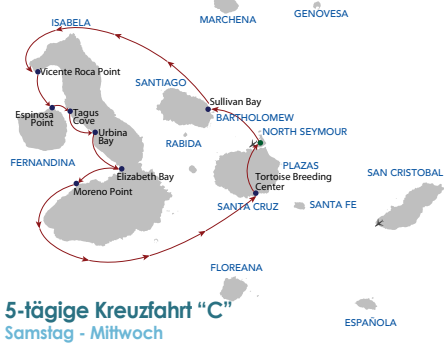 ISABELA
MARCHENA
GENOVESA
Vicente Roca Point
SANTIAGO
Sullivan Bay
BARTHOLOMEW
Espinosa
Point
Tagus
Cove
Urbina
Bay
NORTH SEYMOUR
RABIDA
FERNANDINA
Elizabeth Bay
PLAZAS
Tortoise Breeding
Center
SAN CRISTOBAL
Moreno Point
SANTA CRUZ
SANTA FE
FLOREANA
5-tägige Kreuzfahrt “C”
Samstag - Mittwoch
ESPAÑOLA